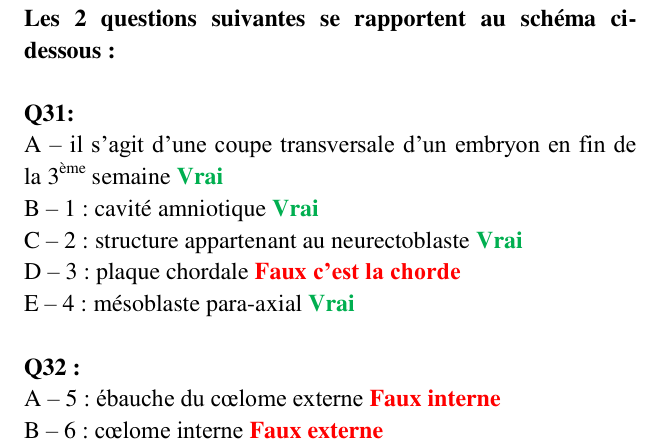 Les 2 questions suivantes se rapportent au schéma ci-
dessous :
Q31:
A – il s’agit d’une coupe transversale d’un embryon en fin de
la 3ème semaine Vrai
B – 1 : cavité amniotique Vrai
C – 2 : structure appartenant au neurectoblaste Vrai
D – 3 : plaque chordale Faux c’est la chorde
E – 4 : mésoblaste para-axial Vrai
Q32 :
A – 5 : ébauche du cœlome externe Faux interne
B – 6 : cœlome interne Faux externe